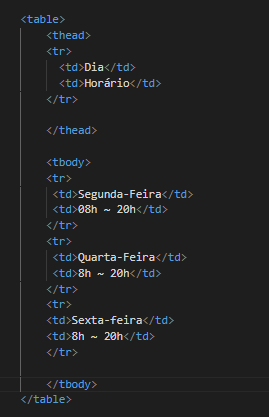 <table>
<thead>
<tr>
<td>Dia</td>
<td>Horário</td>
</tr>
</thead>
<tbody>
<tr>
<td>Segunda-Feira</td>
<td>08h ~ 20h</td>
</tr>
<tr>
<td>Quarta-Feira</td>
<td>8h ~ 20h</td>
</tr>
<tr>
<td>Sexta-feira</td>
<td>8h ~ 20h</td>
</tr>
</tbody>
</table>